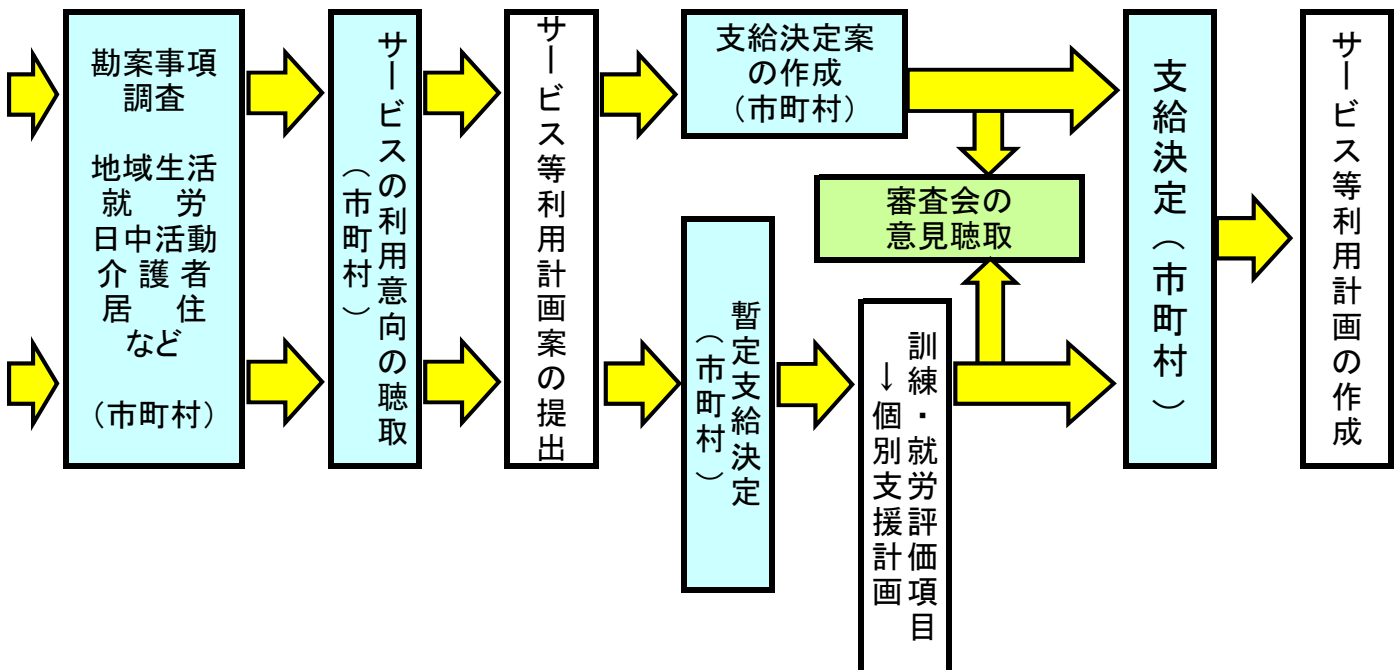 勘案事項
調査
地域生活
就 労
日中活動
介護者
居 住
など
（市町村）
サービスの利用意向の聴取
（市町村）
サービス等利用計画案の提出
支給決定案
の作成
（市町村）
審査会の
意見聴取
暫定支給決定
（市町村）
訓練・就労評価項目
→個別支援計画
支給決定（市町村）
サービス等利用計画の作成